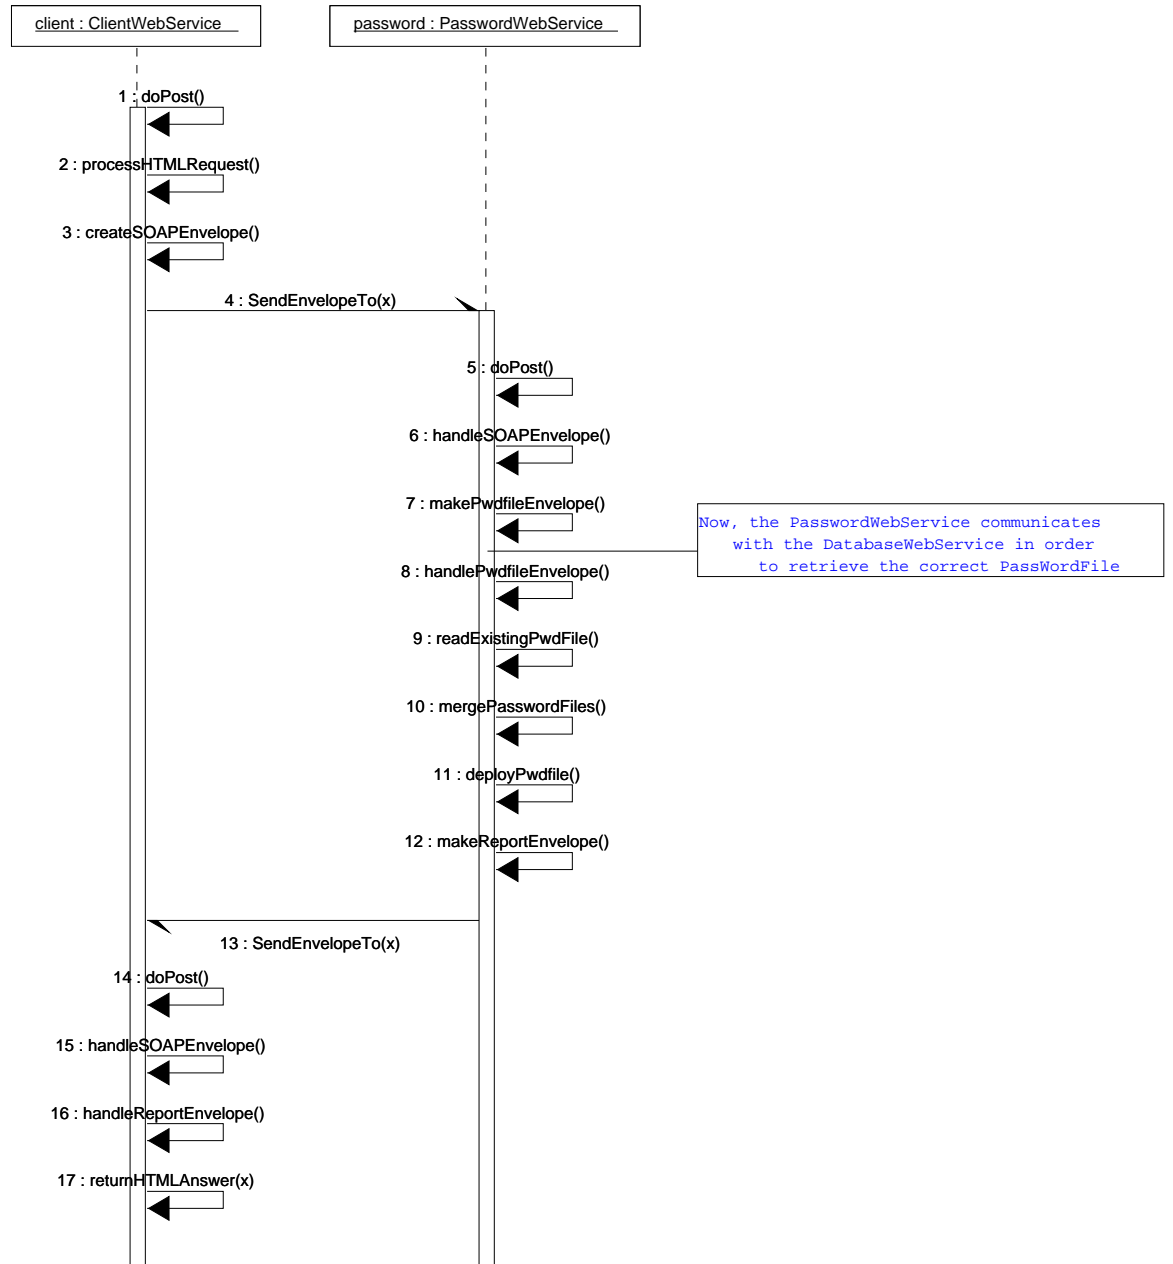 client : ClientWebService
password : PasswordWebService
1 : doPost()
2 : processHTMLRequest()
3 : createSOAPEnvelope()
4 : SendEnvelopeTo(x)
5 : doPost()
6 : handleSOAPEnvelope()
7 : makePwdfileEnvelope()
Now, the PasswordWebService communicates
with the DatabaseWebService in order
to retrieve the correct PassWordFile
8 : handlePwdfileEnvelope()
9 : readExistingPwdFile()
10 : mergePasswordFiles()
11 : deployPwdfile()
12 : makeReportEnvelope()
13 : SendEnvelopeTo(x)
14 : doPost()
15 : handleSOAPEnvelope()
16 : handleReportEnvelope()
17 : returnHTMLAnswer(x)